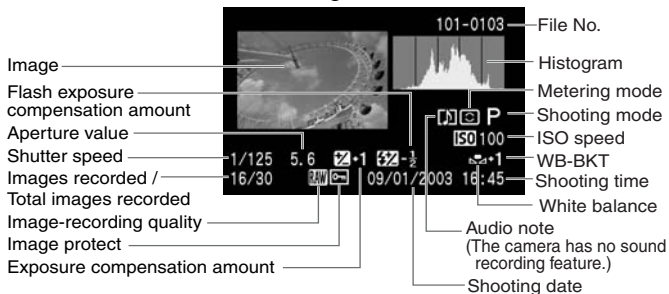 101-0103
File No.
Image
Histogram
Flash exposure
compensation amount
Metering mode
P
Shooting mode
Aperture value
ISO 100
ISO speed
Shutter speed
1/125 5.6 +1 -1/2
+1
WB-BKT
Images recorded /
Total images recorded
16/30 RAW 09/01/2003 16:45
Shooting time
Image-recording quality
White balance
Image protect
Audio note
(The camera has no sound
recording feature.)
Exposure compensation amount
Shooting date